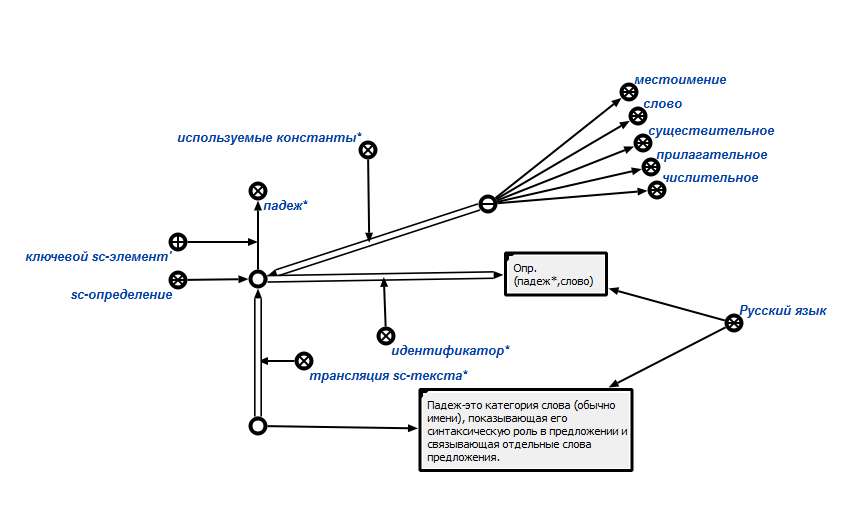 местоимение
слово
используемые константы*
существительное
прилагательное
числительное
падеж*
ключевой sc-элемент'
sc-определение
Опр.
(падеж*,слово)
Русский язык
идентификатор*
трансляция sc-текста*
Падеж-это категория слова (обычно
имени), показывающая его
синтаксическую роль в предложении и
связывающая отдельные слова
предложения.